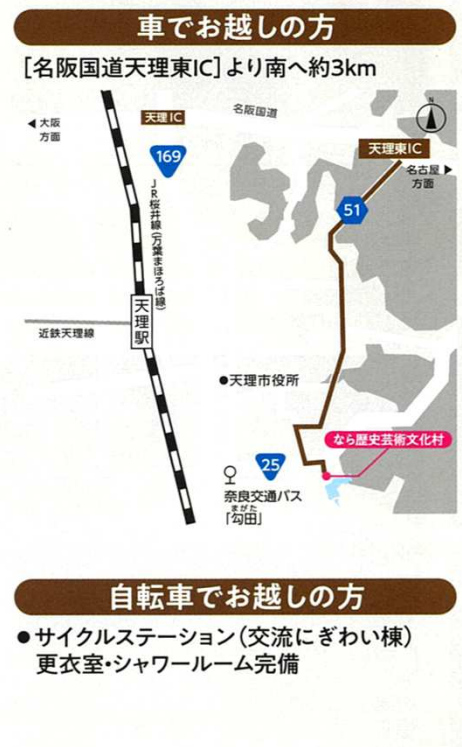 車でお越しの方
[名阪国道天理東IC]より南へ約3km
N
◀大阪
方面
天理IC
名阪国道
天理東IC
名古屋▶
方面
169
51
JR桜井線(万葉まほろば線)
天理駅
近鉄天理線
●天理市役所
なら歴史芸術文化村
25
奈良交通バス
まがた
「勾田」
自転車でお越しの方
●サイクルステーション(交流にぎわい棟)
更衣室・シャワールーム完備